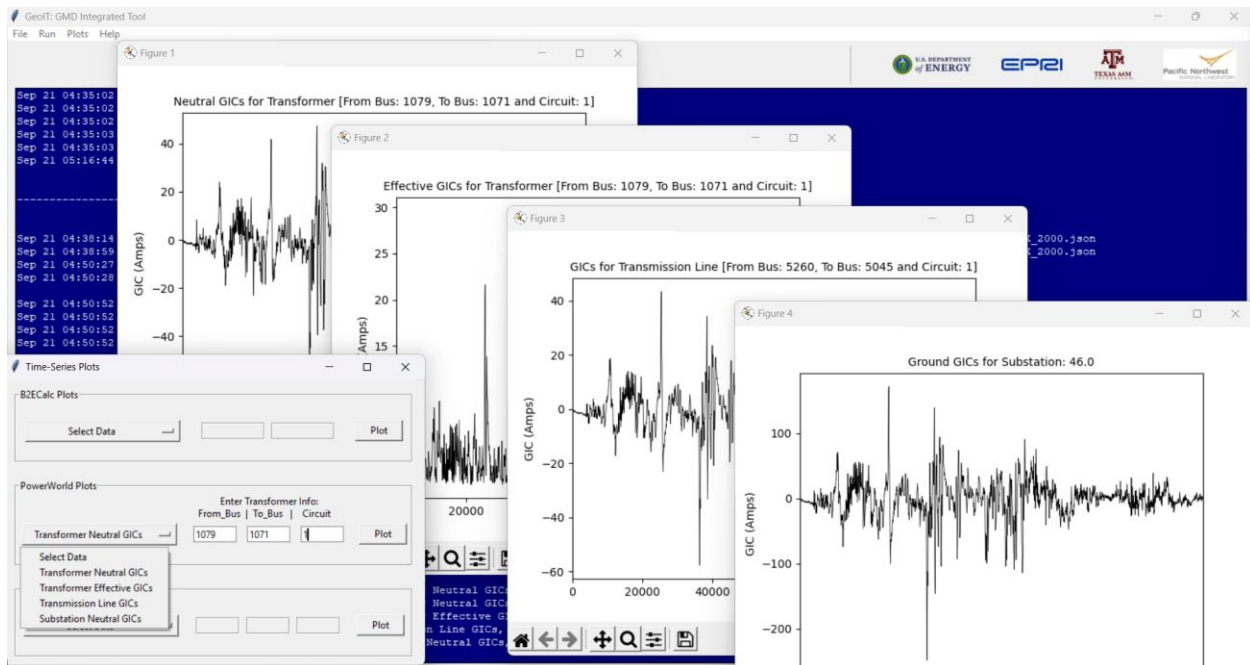 GeoIT: GMD Integrated Tool
File Run Plots Help
U.S. DEPARTMENT
of ENERGY
EPRI
TEXAS A&M
UNIVERSITY
Pacific Northwest
NATIONAL LABORATORY
Sep 21 04:35:02
Sep 21 04:35:02
Sep 21 04:35:02
Sep 21 04:35:03
Sep 21 04:35:03
Sep 21 05:16:44
Sep 21 04:38:14
Sep 21 04:38:59
Sep 21 04:50:27
Sep 21 04:50:28
Sep 21 04:50:52
Sep 21 04:50:52
Sep 21 04:50:52
Sep 21 04:50:52
_2000.json
_2000.json
Figure 1
Neutral GICs for Transformer [From Bus: 1079, To Bus: 1071 and Circuit: 1]
GIC (Amps)
40
20
0
−20
−40
Figure 2
Effective GICs for Transformer [From Bus: 1079, To Bus: 1071 and Circuit: 1]
(Amps)
30
25
20
15
20000
Figure 3
GICs for Transmission Line [From Bus: 5260, To Bus: 5045 and Circuit: 1]
GIC (Amps)
40
20
0
−20
−40
−60
0 20000 40000
Figure 4
Ground GICs for Substation: 46.0
GIC (Amps)
100
0
−100
−200
Time-Series Plots
B2ECalc Plots
Select Data
Plot
PowerWorld Plots
Enter Transformer Info:
From_Bus | To_Bus | Circuit
Transformer Neutral GICs
1079 1071 1
Plot
Select Data
Transformer Neutral GICs
Transformer Effective GICs
Transmission Line GICs
Substation Neutral GICs
Plot
Neutral GIC
Neutral GIC
Effective G
n Line GICs,
Neutral GICs,